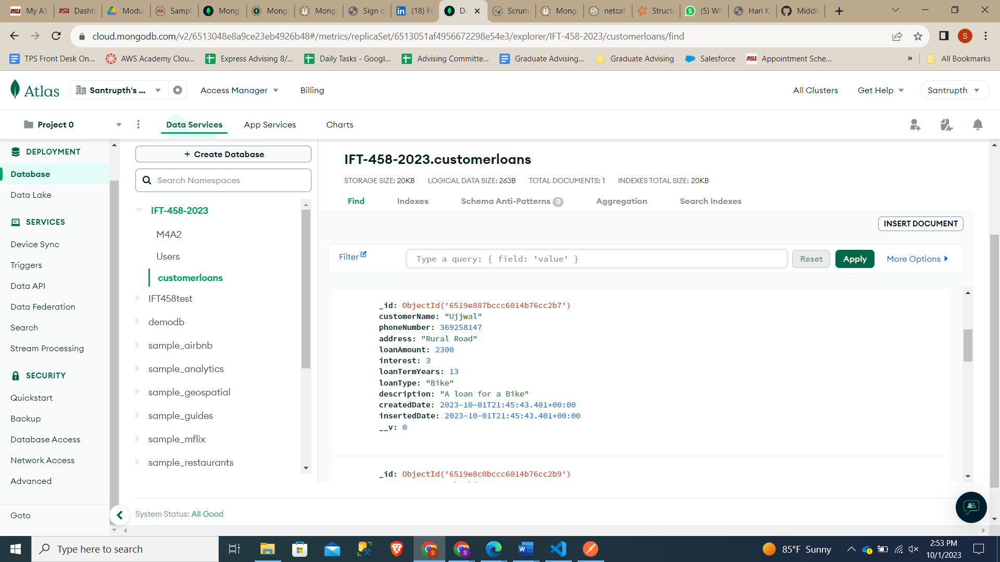 My AS
Dashb
Modul
Sampl
Mong
Mong
Mong
Sign o
(18) Fe
Da
Scrum
Mong
netcat
Structu
(5) Wh
Hari K
Middle
cloud.mongodb.com/v2/6513048e8a9ce23eb4926b48#/metrics/replicaSet/6513051af4956672298e54e3/explorer/IFT-458-2023/customerloans/find
S
TPS Front Desk On...
AWS Academy Clou...
Express Advising 8/...
Daily Tasks - Googl...
Advising Committe...
Graduate Advising...
Graduate Advising
Salesforce
ASU
Appointment Sche...
»
All Bookmarks
Atlas
Santrupth's ...
Access Manager
Billing
All Clusters
Get Help
Santrupth
Project 0
Data Services
App Services
Charts
DEPLOYMENT
Database
Data Lake
SERVICES
Device Sync
Triggers
Data API
Data Federation
Search
Stream Processing
SECURITY
Quickstart
Backup
Database Access
Network Access
Advanced
Goto
+ Create Database
Search Namespaces
IFT-458-2023
M4A2
Users
customerloans
IFT458test
demodb
sample_airbnb
sample_analytics
sample_geospatial
sample_guides
sample_mflix
sample_restaurants
IFT-458-2023.customerloans
STORAGE SIZE: 20KB LOGICAL DATA SIZE: 263B TOTAL DOCUMENTS: 1 INDEXES TOTAL SIZE: 20KB
Find
Indexes
Schema Anti-Patterns 0
Aggregation
Search Indexes
INSERT DOCUMENT
Filter
Type a query: { field: 'value' }
Reset
Apply
More Options
_id: ObjectId('6519e887bccc6014b76cc2b7')
customerName: "Ujjwal"
phoneNumber: 369258147
address: "Rural Road"
loanAmount: 2300
interest: 3
loanTermYears: 13
loanType: "Bike"
description: "A loan for a Bike"
createdDate: 2023-10-01T21:45:43.401+00:00
insertedDate: 2023-10-01T21:45:43.401+00:00
__v: 0
_id: ObjectId('6519e8c0bccc6014b76cc2b9')
System Status: All Good
Type here to search
85°F Sunny
2:53 PM
10/1/2023